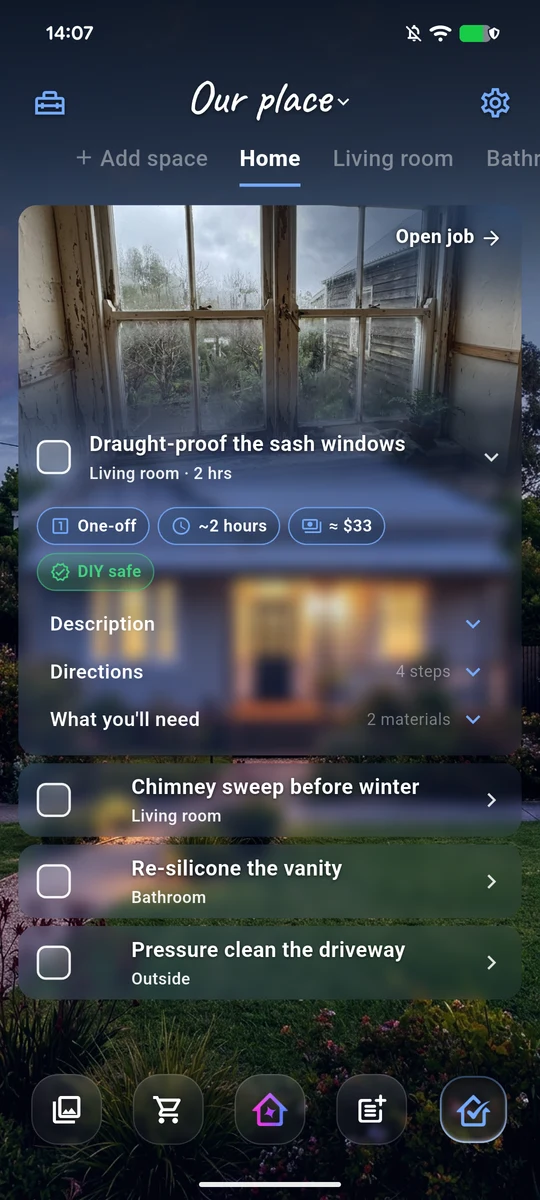 14:07
Our place
+ Add space Home Living room Bathr
Open job →
Draught-proof the sash windows
Living room · 2 hrs
One-off ~2 hours ≈ $33
DIY safe
Description
Directions 4 steps
What you'll need 2 materials
Chimney sweep before winter
Living room
Re-silicone the vanity
Bathroom
Pressure clean the driveway
Outside